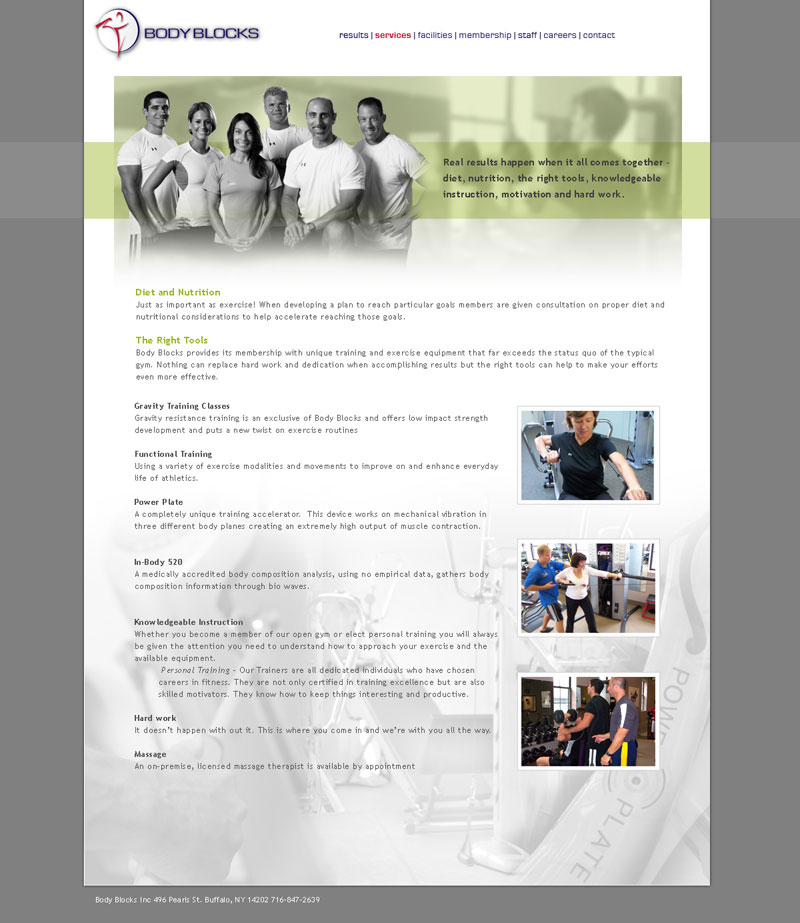 BODY BLOCKS
results | services | facilities | membership | staff | careers | contact
Real results happen when it all comes together -
diet, nutrition, the right tools, knowledgeable
instruction, motivation and hard work.
Diet and Nutrition
Just as important as exercise! When developing a plan to reach particular goals members are given consultation on proper diet and
nutritional considerations to help accelerate reaching those goals.
The Right Tools
Body Blocks provides its membership with unique training and exercise equipment that far exceeds the status quo of the typical
gym. Nothing can replace hard work and dedication when accomplishing results but the right tools can help to make your efforts
even more effective.
Gravity Training Classes
Gravity resistance training is an exclusive of Body Blocks and offers low impact strength
development and puts a new twist on exercise routines
Functional Training
Using a variety of exercise modalities and movements to improve on and enhance everyday
life of athletics.
Power Plate
A completely unique training accelerator. This device works on mechanical vibration in
three different body planes creating an extremely high output of muscle contraction.
In-Body 520
A medically accredited body composition analysis, using no empirical data, gathers body
composition information through bio waves.
Knowledgeable Instruction
Whether you become a member of our open gym or elect personal training you will always
be given the attention you need to understand how to approach your exercise and the
available equipment.
Personal Training - Our Trainers are all dedicated individuals who have chosen
careers in fitness. They are not only certified in training excellence but are also
skilled motivators. They know how to keep things interesting and productive.
Hard work
It doesn't happen with out it. This is where you come in and we're with you all the way.
Massage
An on-premise, licensed massage therapist is available by appointment
POWER
PLATE
Body Blocks Inc 496 Pearls St. Buffalo, NY 14202 716-847-2639